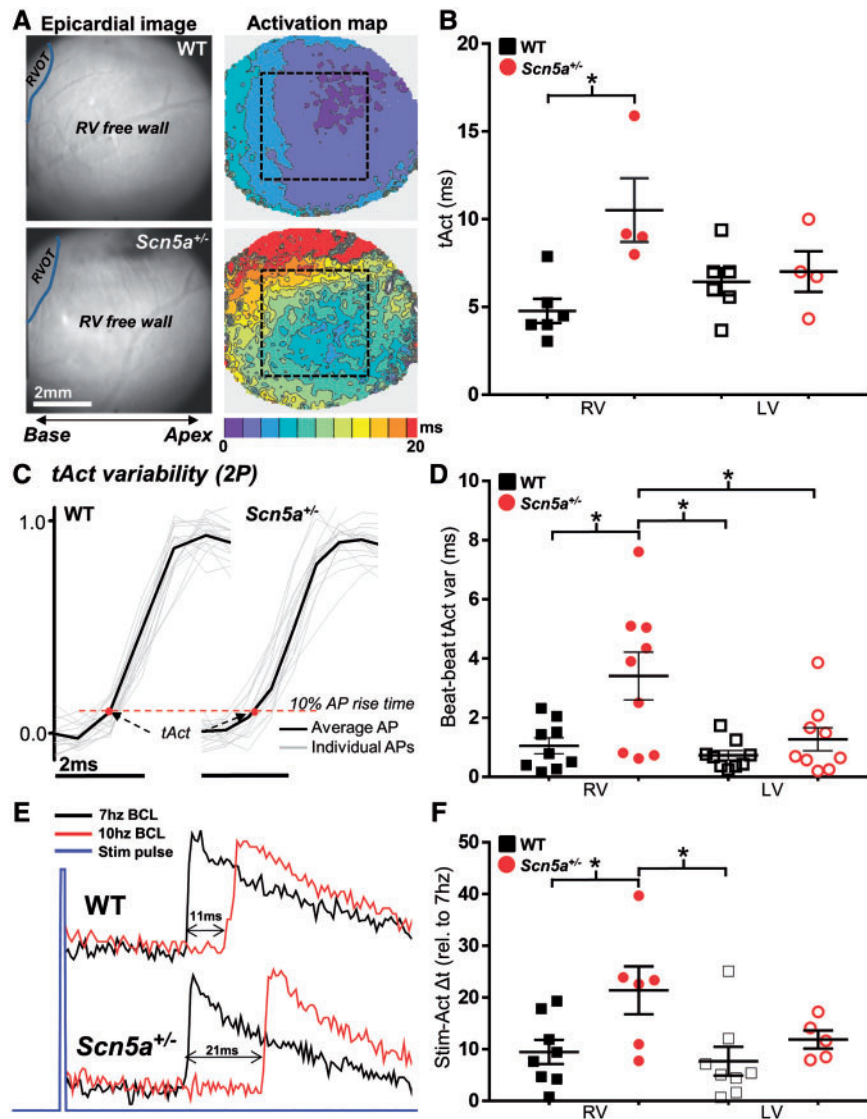 A
Epicardial image
Activation map
WT
RVOT
RV free wall
Scn5a+/-
RVOT
RV free wall
2mm
Base
Apex
ms
0
20
B
WT
Scn5a+/-
*
20
15
10
5
0
tAct (ms)
RV
LV
C
tAct variability (2P)
WT
Scn5a+/-
1.0
0.0
10% AP rise time
tAct
Average AP
Individual APs
2ms
D
WT
Scn5a+/-
*
*
*
10
8
6
4
2
0
Beat-beat tAct var (ms)
RV
LV
E
7hz BCL
10hz BCL
Stim pulse
WT
11ms
Scn5a+/-
21ms
F
WT
Scn5a+/-
*
*
50
40
30
20
10
0
Stim-Act Δt (rel. to 7hz)
RV
LV